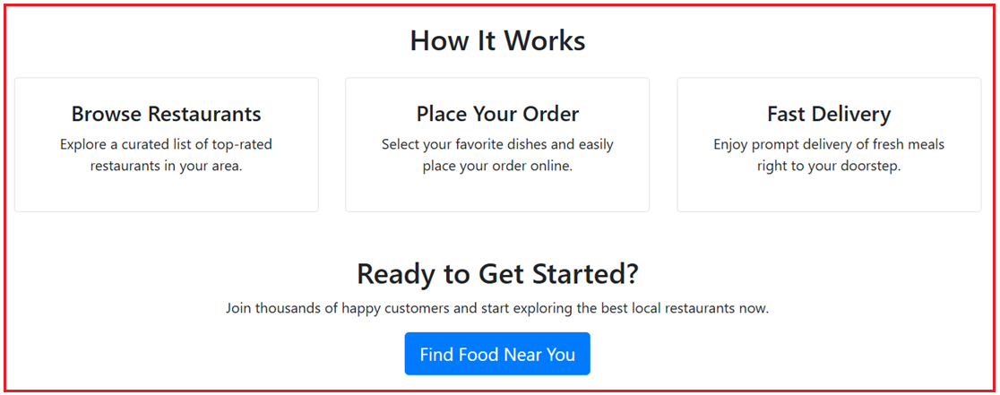 How It Works
Browse Restaurants
Explore a curated list of top-rated
restaurants in your area.
Place Your Order
Select your favorite dishes and easily
place your order online.
Fast Delivery
Enjoy prompt delivery of fresh meals
right to your doorstep.
Ready to Get Started?
Join thousands of happy customers and start exploring the best local restaurants now.
Find Food Near You